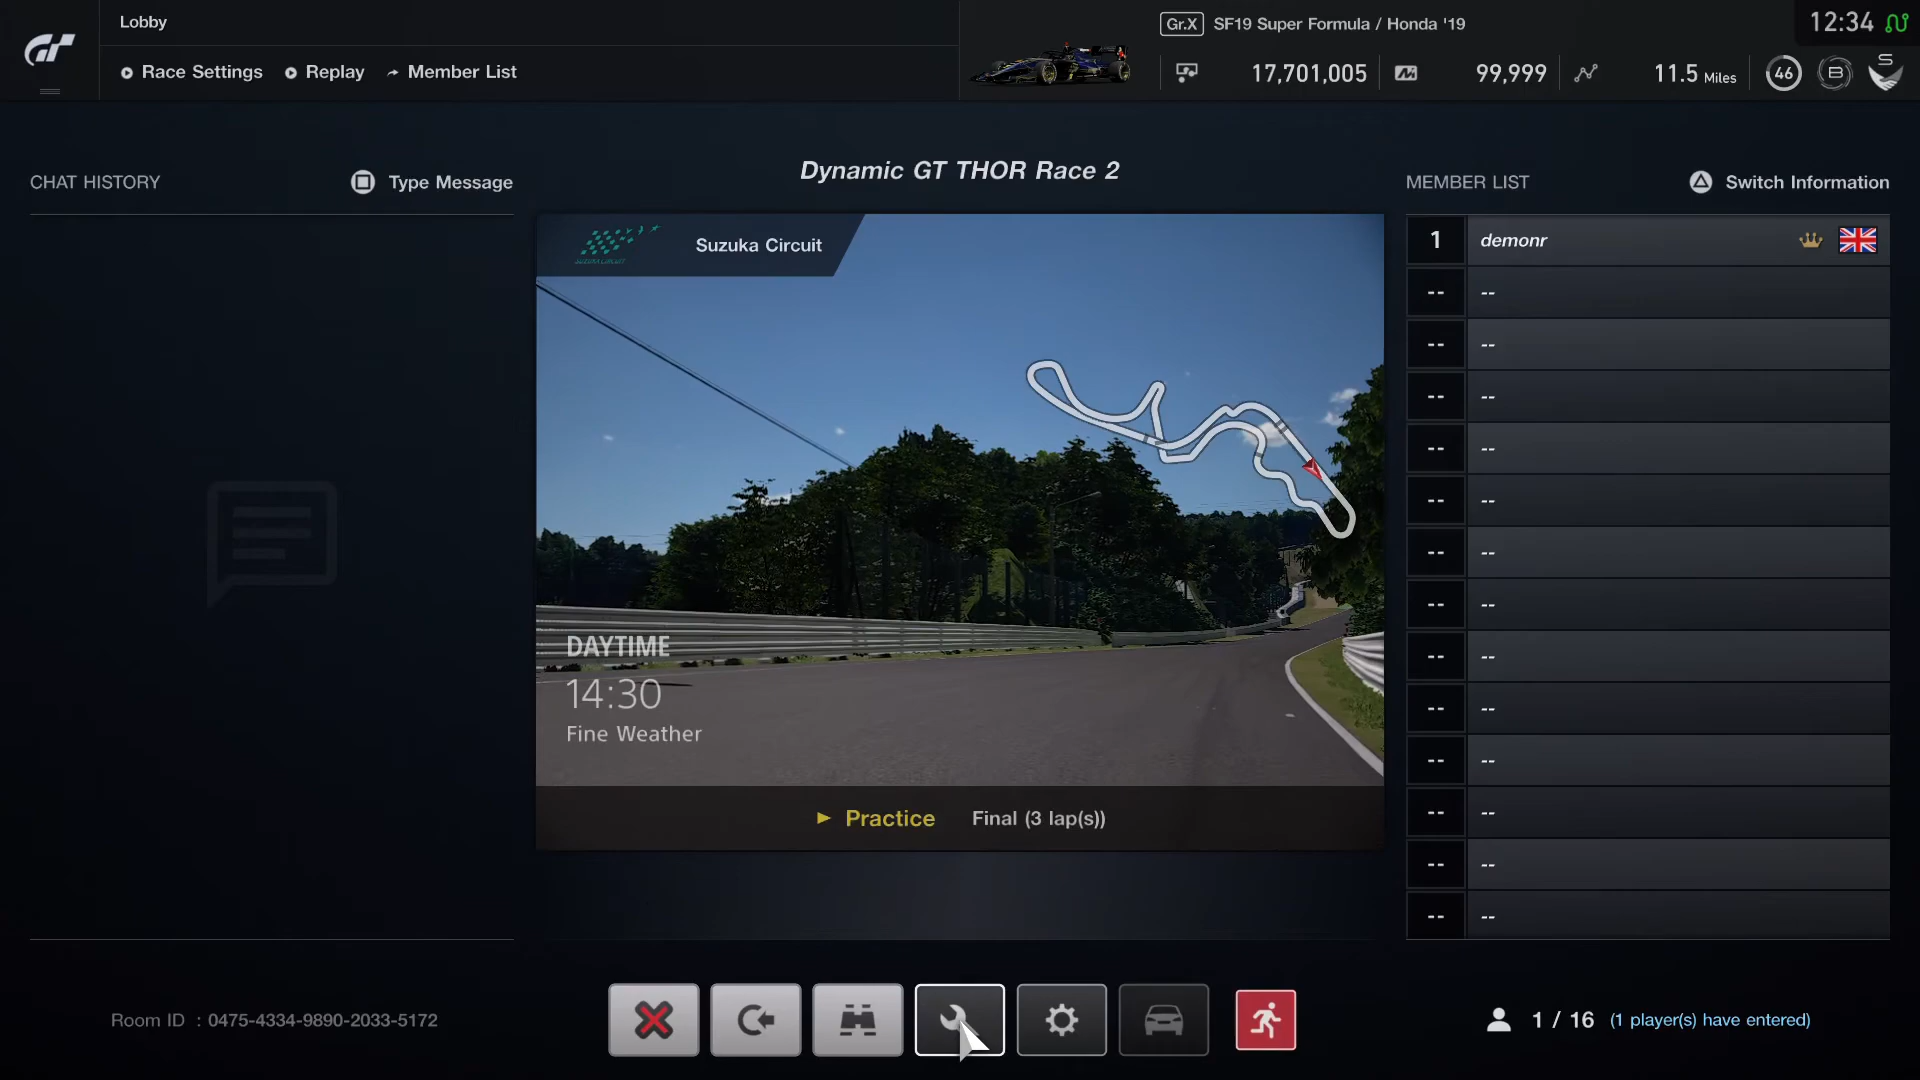 Lobby
Race Settings
Replay
Member List
Gr.X
SF19 Super Formula / Honda '19
12:34
17,701,005
99,999
11.5 Miles
46
B
S
CHAT HISTORY
Type Message
Dynamic GT THOR Race 2
MEMBER LIST
Switch Information
SUZUKA CIRCUIT
Suzuka Circuit
1
demonr
-- --
-- --
-- --
-- --
-- --
-- --
-- --
-- --
-- --
-- --
-- --
-- --
-- --
DAYTIME
14:30
Fine Weather
Practice
Final (3 lap(s))
Room ID : 0475-4334-9890-2033-5172
1 / 16
(1 player(s) have entered)